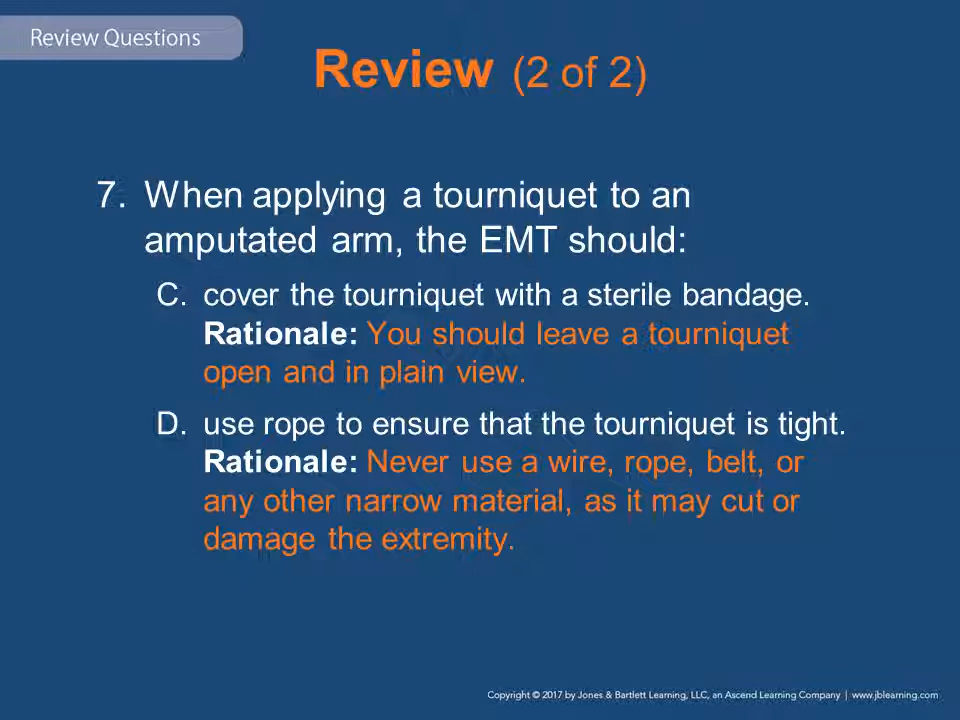 Review Questions
Review (2 of 2)
7. When applying a tourniquet to an
amputated arm, the EMT should:
C. cover the tourniquet with a sterile bandage.
Rationale: You should leave a tourniquet
open and in plain view.
D. use rope to ensure that the tourniquet is tight.
Rationale: Never use a wire, rope, belt, or
any other narrow material, as it may cut or
damage the extremity.
Copyright © 2017 by Jones & Bartlett Learning, LLC, an Ascend Learning Company | www.jblearning.com